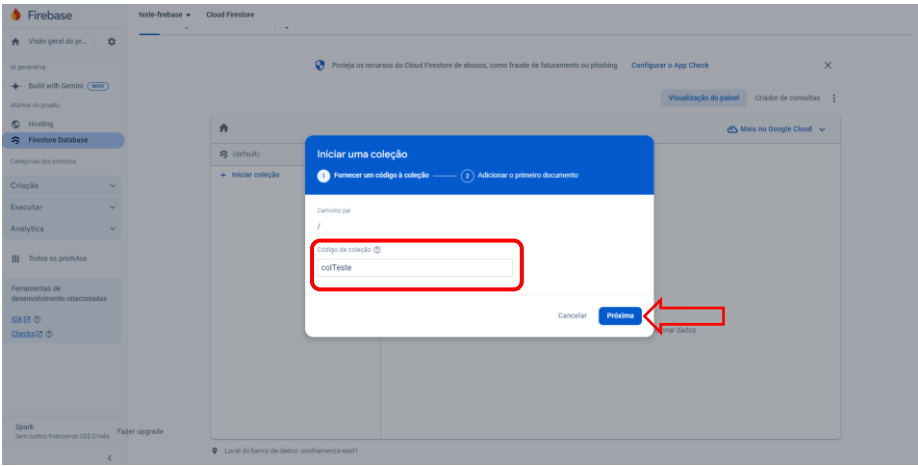 Firebase
teste-firebase
Cloud Firestore
Visão geral do pr...
IA generativa
Build with Gemini NOVO
Atalhos do projeto
Hosting
Firestore Database
Categorias dos produtos
Criação
Executar
Analytics
Todos os produtos
Ferramentas de
desenvolvimento relacionadas
IDX
Checks
Spark
Sem custos financeiros US$ 0/mês
Fazer upgrade
Proteja os recursos do Cloud Firestore de abusos, como fraude de faturamento ou phishing Configurar o App Check
Visualização do painel Criador de consultas
Mais no Google Cloud
(default)
+ Iniciar coleção
Iniciar uma coleção
1 Fornecer um código à coleção 2 Adicionar o primeiro documento
Caminho pai
/
Código da coleção
colTeste
Cancelar Próxima
onar dados.
Local do banco de dados: southamerica-east1